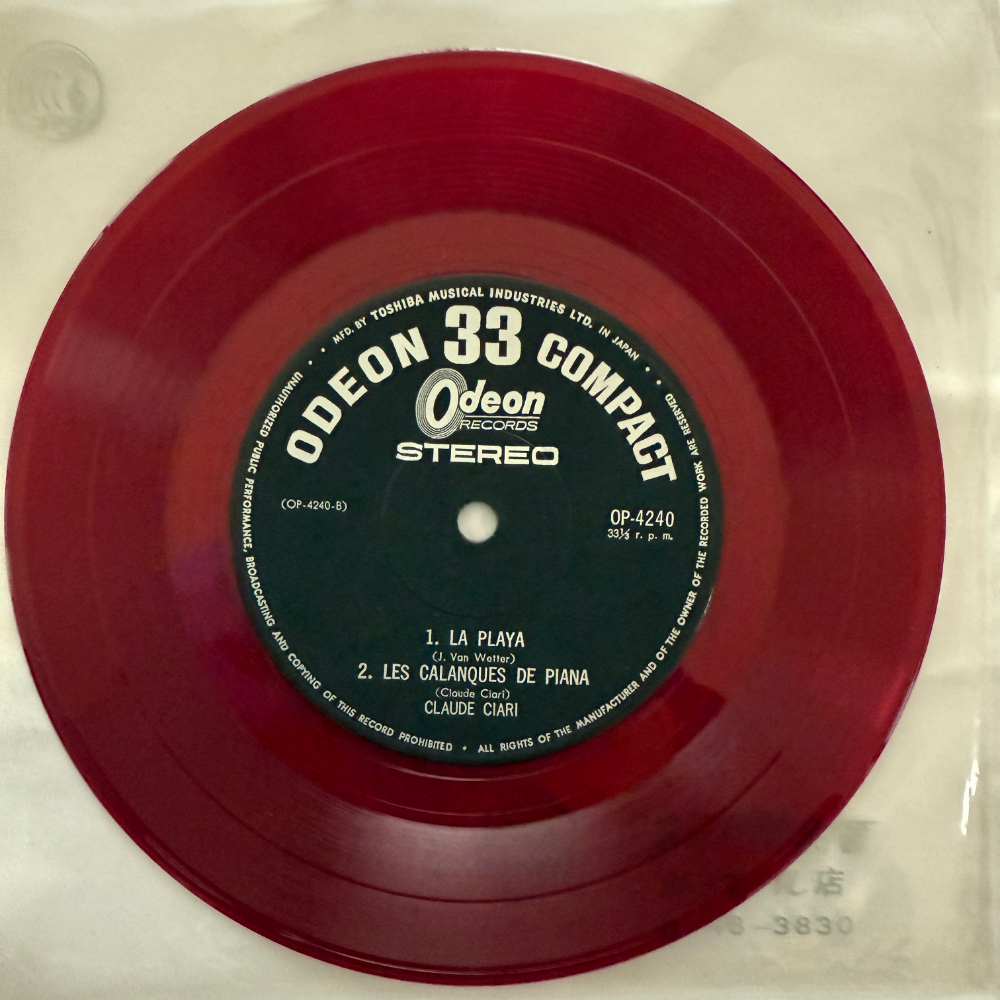 MFD. BY TOSHIBA MUSICAL INDUSTRIES LTD. IN JAPAN
ODEON 33 COMPACT
Odeon
RECORDS
STEREO
(OP-4240-B)
OP-4240
33⅓ r. p. m.
1. LA PLAYA
(J. Van Wetter)
2. LES CALANQUES DE PIANA
(Claude Ciari)
CLAUDE CIARI
UNAUTHORIZED PUBLIC PERFORMANCE, BROADCASTING AND COPYING OF THIS RECORD PROHIBITED • ALL RIGHTS OF THE MANUFACTURER AND OF THE OWNER OF THE RECORDED WORK ARE RESERVED
店
-3830